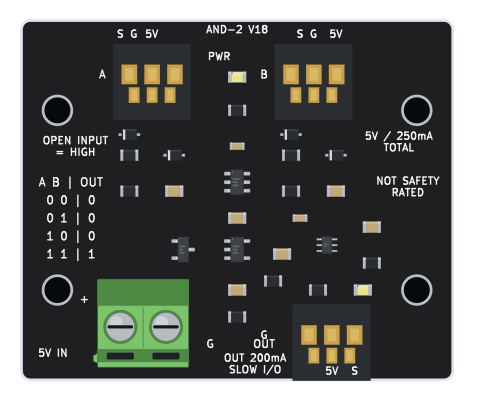 AND-2 V18
S G 5V
S G 5V
PWR
A
B
OPEN INPUT
= HIGH
5V / 250mA
TOTAL
A B | OUT
0 0 | 0
0 1 | 0
1 0 | 0
1 1 | 1
NOT SAFETY
RATED
+
5V IN
G
G
OUT
OUT 200mA
SLOW I/O
5V S